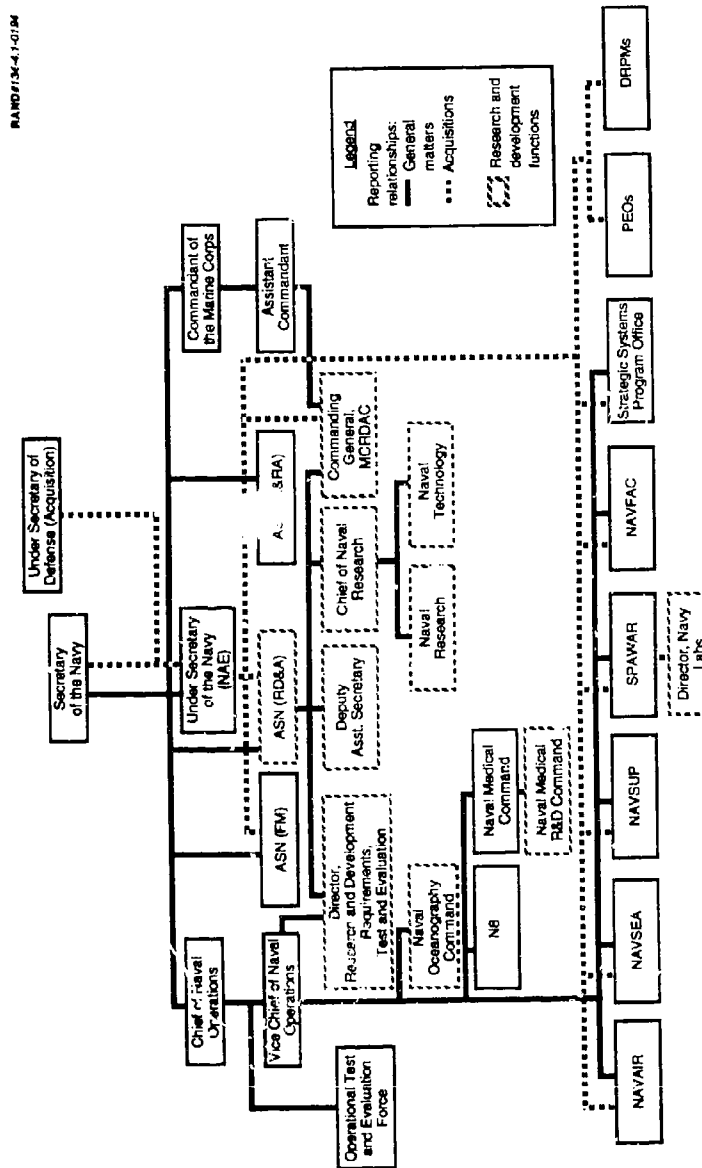 RAND#134-4.1-0194
Secretary
of the Navy
Under Secretary of
Defense (Acquisition)
Under Secretary
of the Navy
(NAE)
Chief of Naval
Operations
ASN (FM)
ASN (RD&A)
&RA)
Commandant of
the Marine Corps
Vice Chief of Naval
Operations
Assistant
Commandant
Operational Test
and Evaluation
Force
Director,
Research and Development
Requirements,
Test and Evaluation
Deputy
Asst. Secretary
Chief of Naval
Research
Commanding
General,
MCRDAC
Naval
Research
Naval
Technology
Naval
Oceanography
Command
N8
Naval Medical
Command
Naval Medical
R&D Command
NAVAIR
NAVSEA
NAVSUP
SPAWAR
NAVFAC
Strategic Systems
Program Office
PEOs
DRPMs
Director, Navy
Labs
Legend
Reporting
relationships:
General
matters
Acquisitions
Research and
development
functions